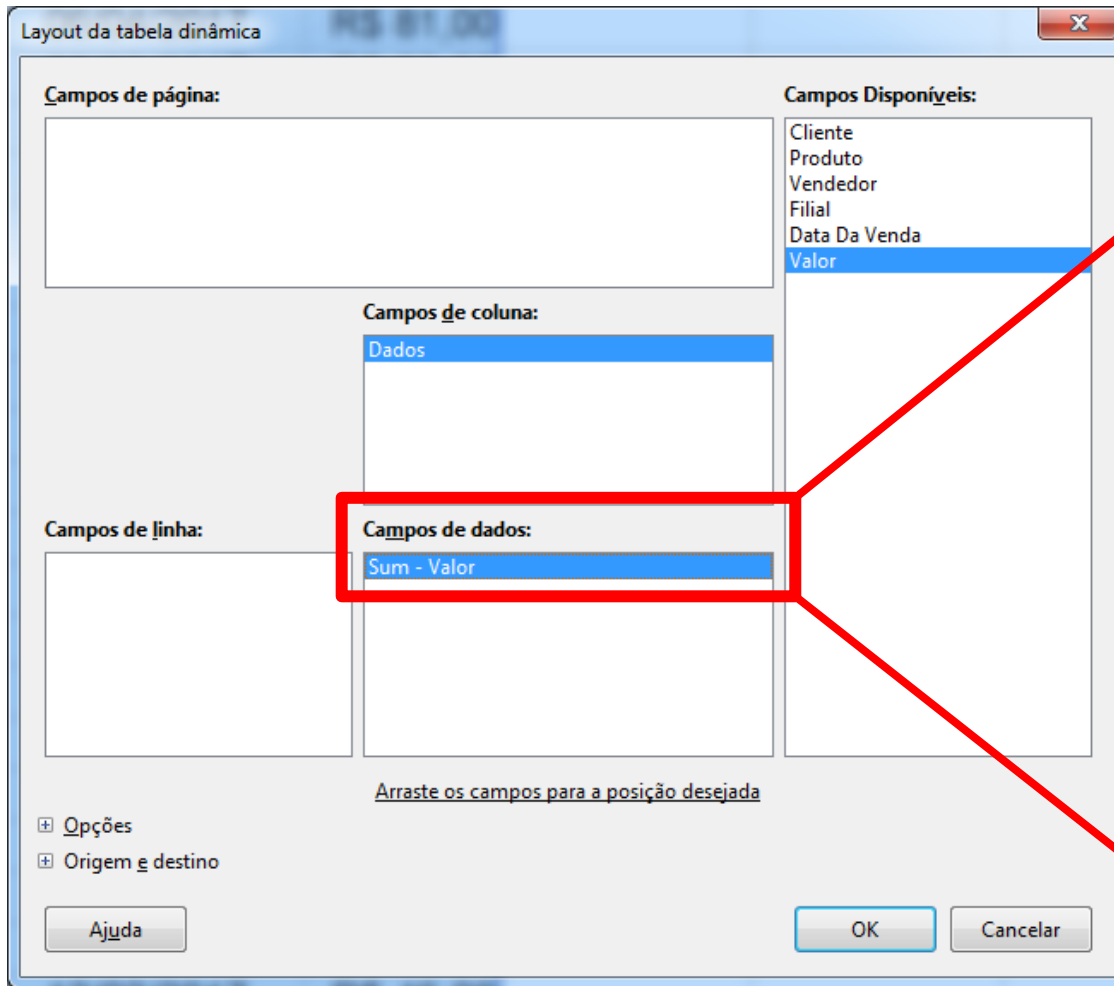 R$ 81,00
Layout da tabela dinâmica
Campos de página:
Campos Disponíveis:
Cliente
Produto
Vendedor
Filial
Data Da Venda
Valor
Campos de coluna:
Dados
Campos de linha:
Campos de dados:
Sum - Valor
Arraste os campos para a posição desejada
Opções
Origem e destino
Ajuda
OK
Cancelar